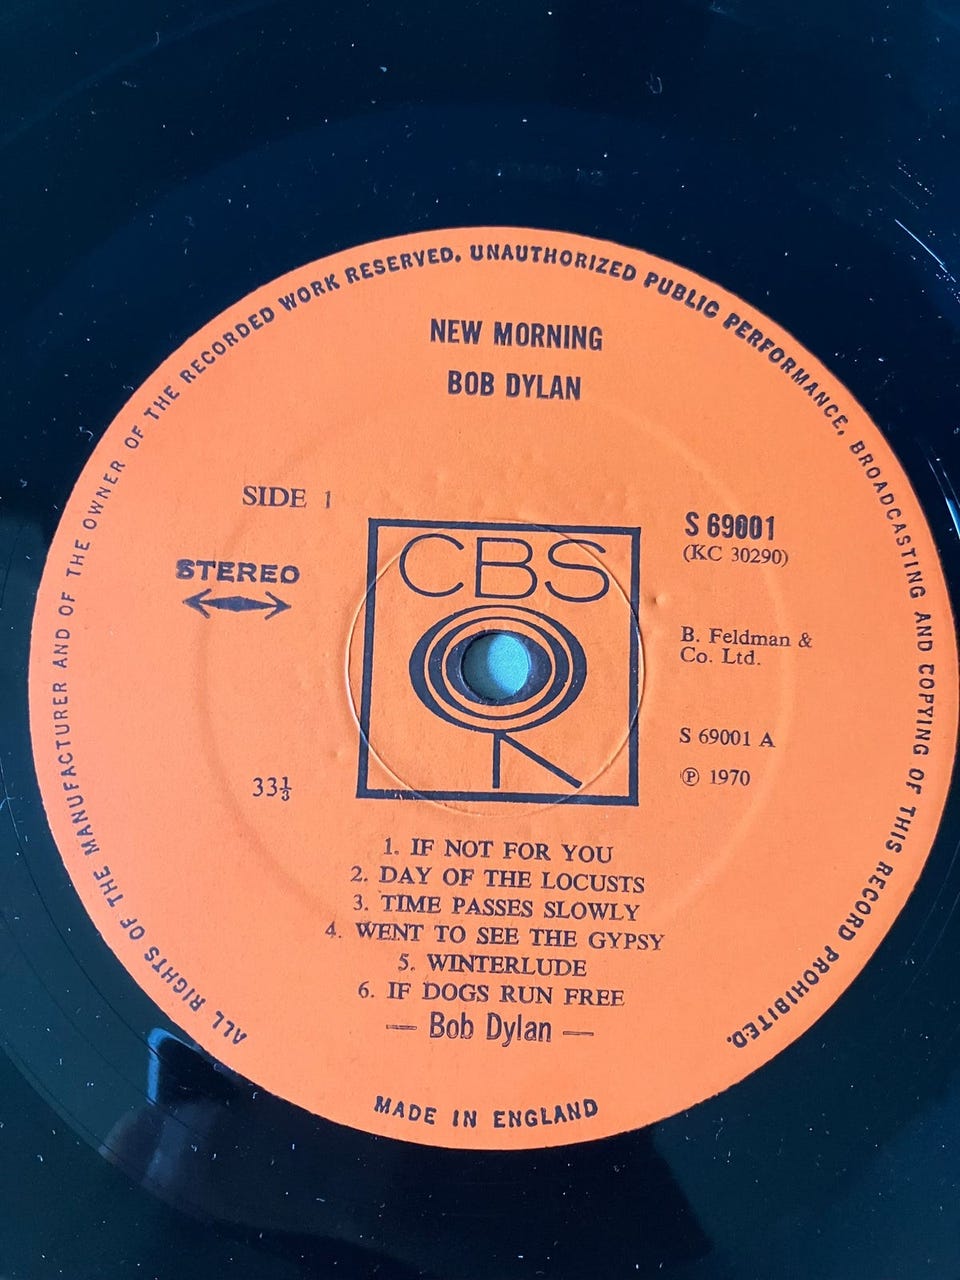 ALL RIGHTS OF THE MANUFACTURER AND OF THE OWNER OF THE RECORDED WORK RESERVED. UNAUTHORIZED PUBLIC PERFORMANCE, BROADCASTING AND COPYING OF THIS RECORD PROHIBITED.
NEW MORNING
BOB DYLAN
SIDE 1
STEREO
33⅓
CBS
S 69001
(KC 30290)
B. Feldman &
Co. Ltd.
S 69001 A
℗ 1970
1. IF NOT FOR YOU
2. DAY OF THE LOCUSTS
3. TIME PASSES SLOWLY
4. WENT TO SEE THE GYPSY
5. WINTERLUDE
6. IF DOGS RUN FREE
— Bob Dylan —
MADE IN ENGLAND